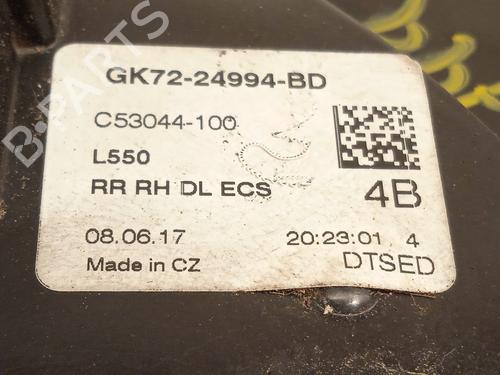 B-PARTS
GK72-24994-BD
C53044-100
L550
RR RH DL ECS
4B
08.06.17
20:23:01 4
Made in CZ
DTSED